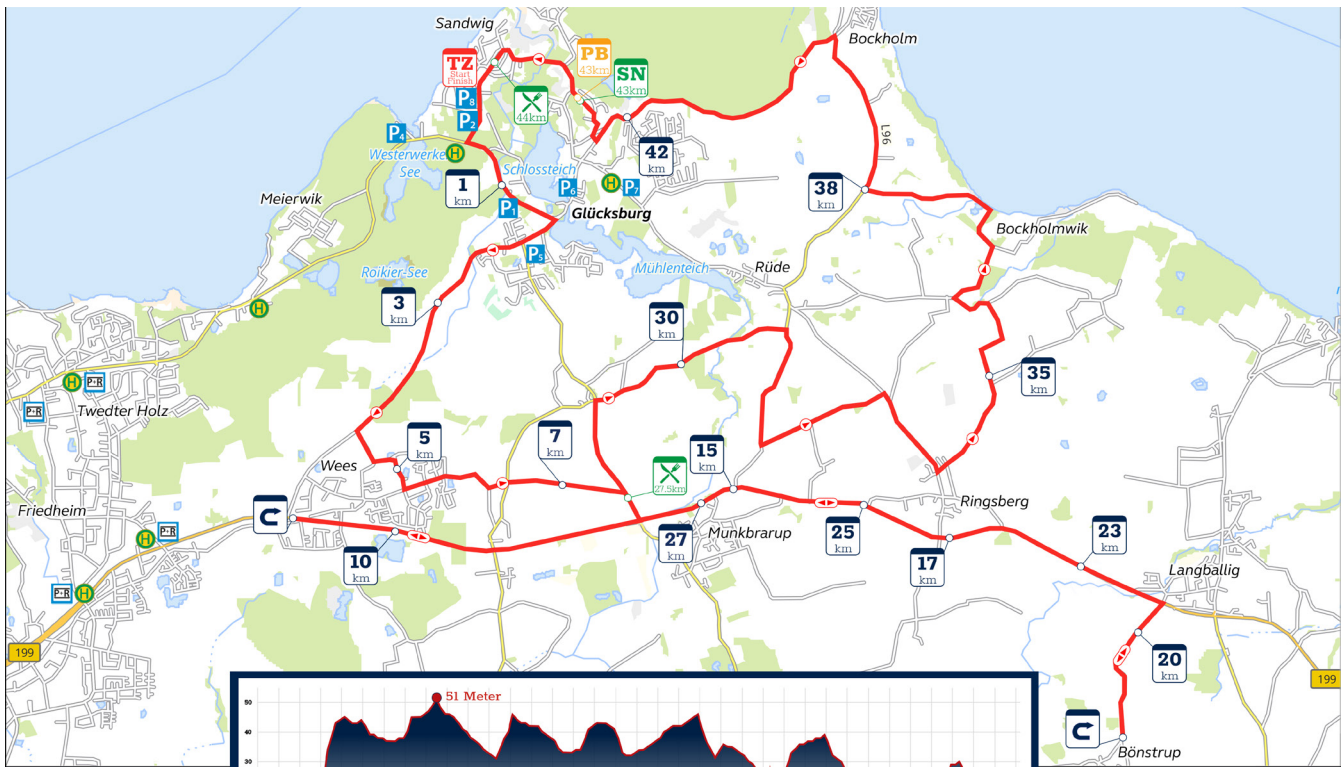 Sandwig
Bockholm
TZ
Start
Finish
PB
43km
SN
43km
P8
P2
44km
L96
P4
Westerwerker
See
Schlossteich
42
km
1
km
P6
P7
38
km
Meierwik
P1
Glücksburg
Bockholmwik
P5
Roikier-See
Mühlenteich
Rüde
3
km
30
km
H
P+R
35
km
Twedter Holz
P+R
5
km
7
km
15
km
Wees
27.5km
Friedheim
P+R
Ringsberg
10
km
27
km
Munkbrarup
25
km
17
km
23
km
Langballig
P+R
199
20
km
199
51 Meter
50
40
30
Bönstrup